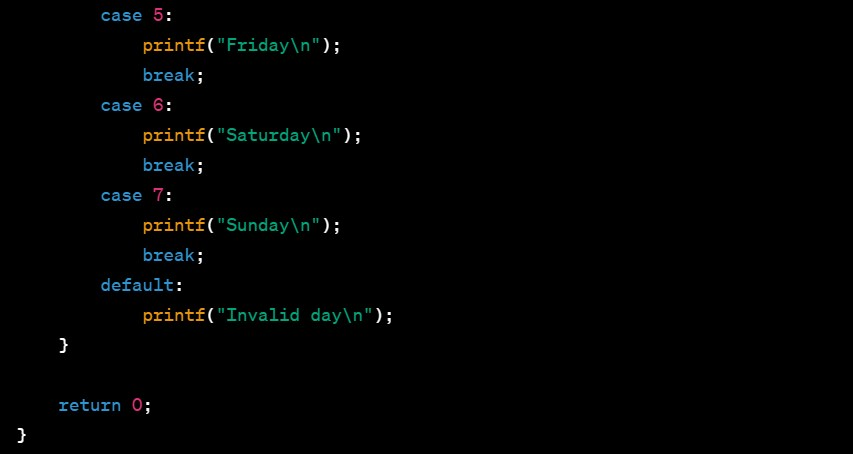 case 5:
printf("Friday\n");
break;
case 6:
printf("Saturday\n");
break;
case 7:
printf("Sunday\n");
break;
default:
printf("Invalid day\n");
}
return 0;
}